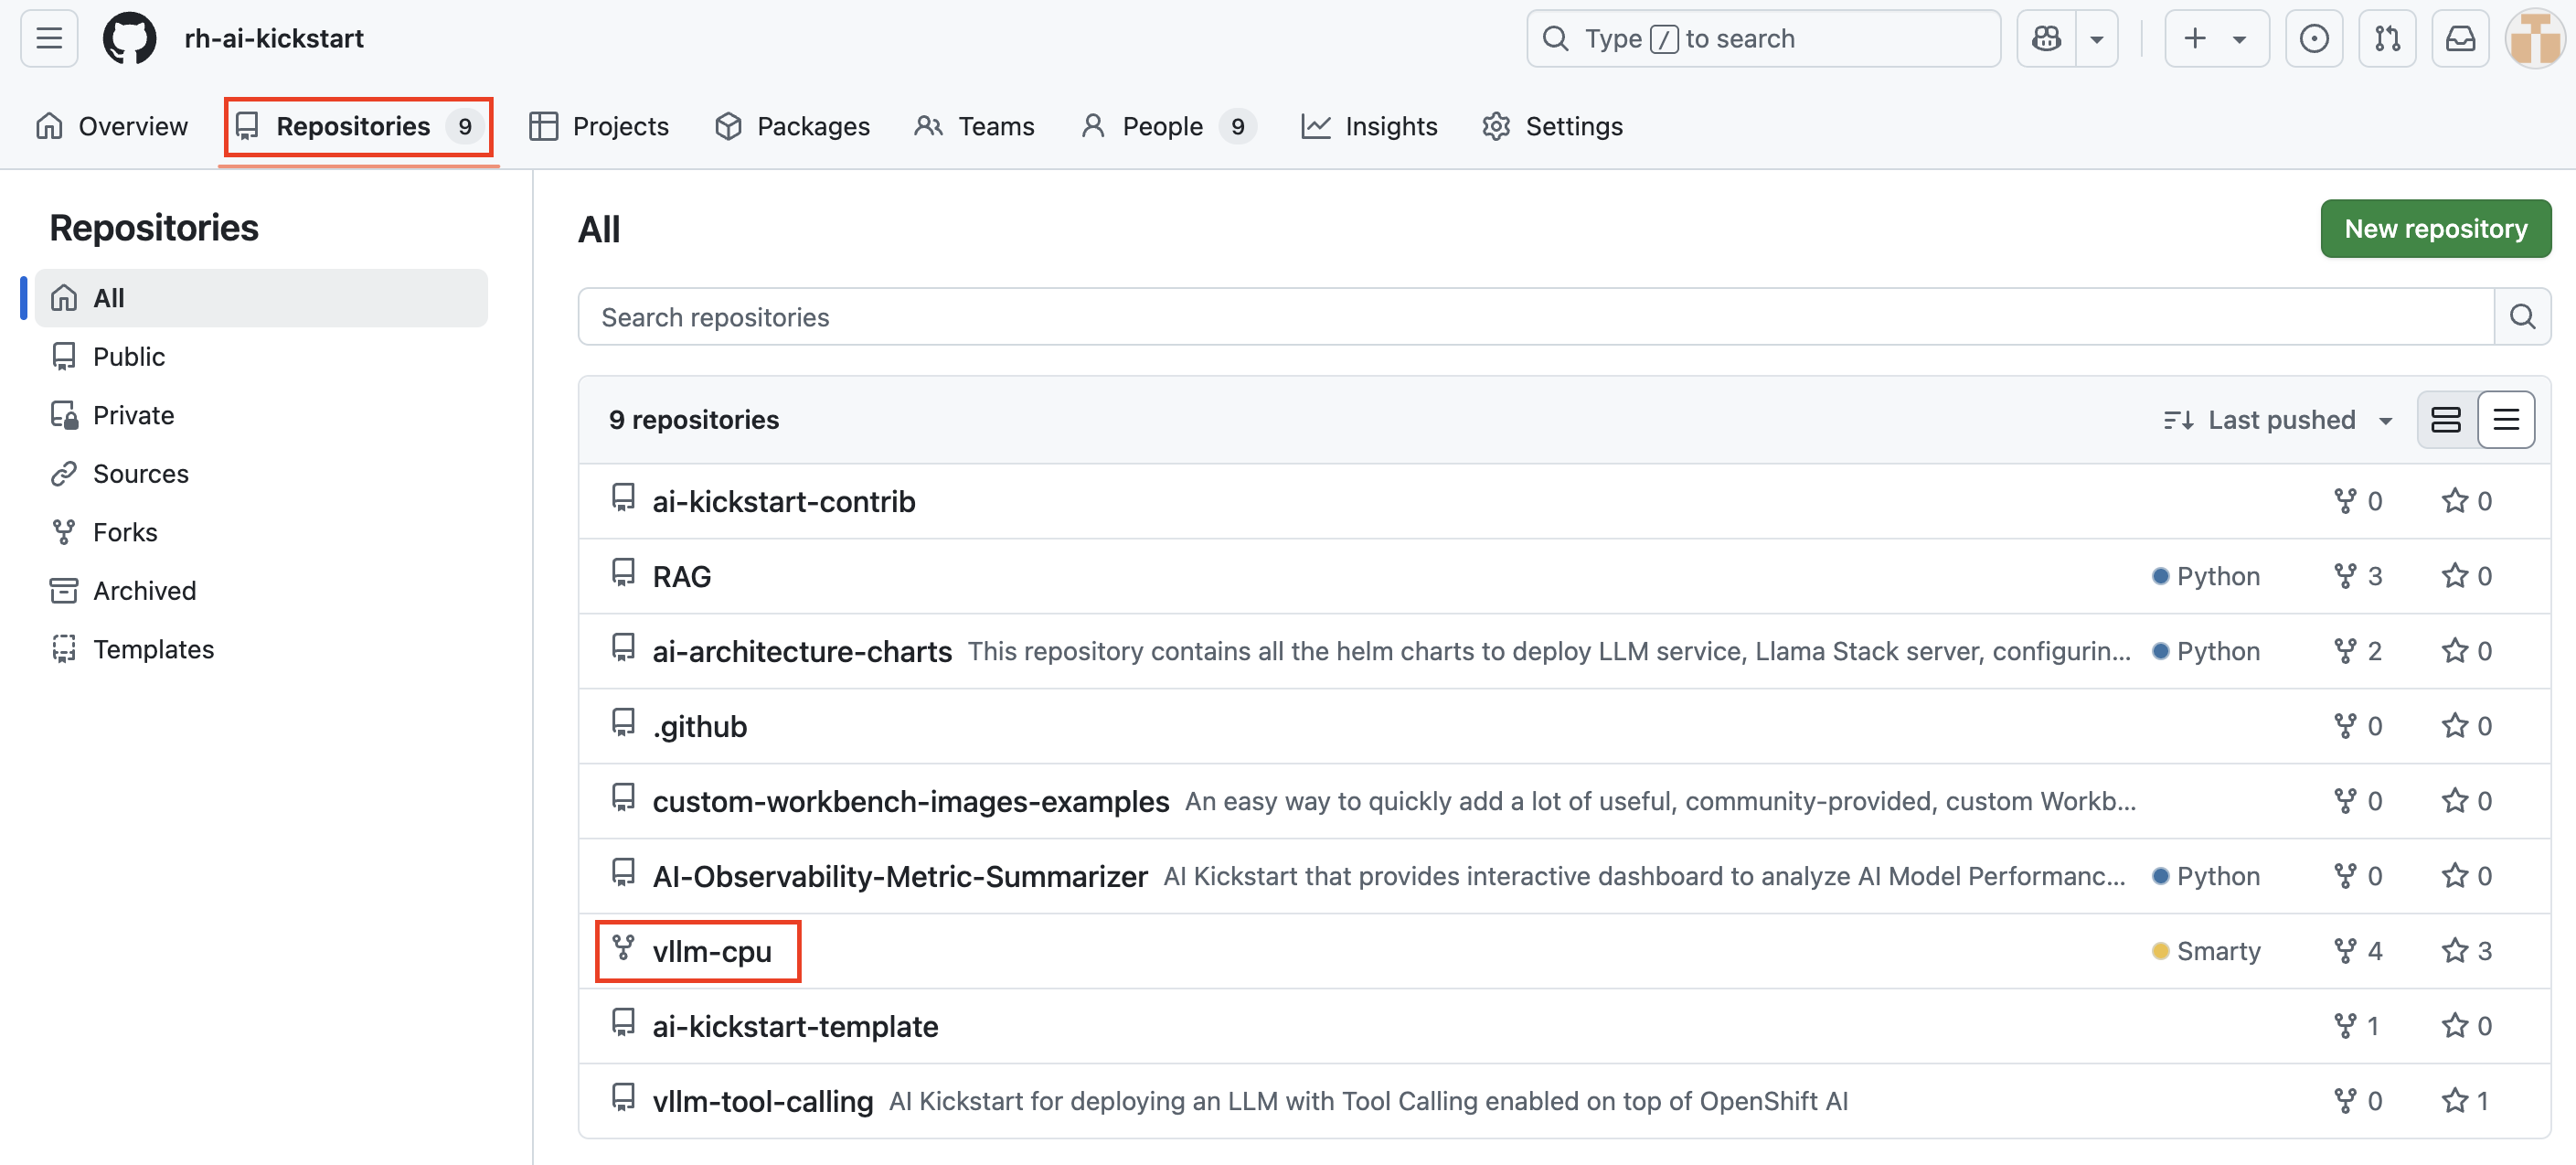 rh-ai-kickstart
Type / to search
Overview
Repositories 9
Projects
Packages
Teams
People 9
Insights
Settings
Repositories
All
Public
Private
Sources
Forks
Archived
Templates
All
New repository
Search repositories
9 repositories
Last pushed
ai-kickstart-contrib 0 0
RAG Python 3 0
ai-architecture-charts This repository contains all the helm charts to deploy LLM service, Llama Stack server, configurin... Python 2 0
.github 0 0
custom-workbench-images-examples An easy way to quickly add a lot of useful, community-provided, custom Workb... 0 0
AI-Observability-Metric-Summarizer AI Kickstart that provides interactive dashboard to analyze AI Model Performanc... Python 0 0
vllm-cpu Smarty 4 3
ai-kickstart-template 1 0
vllm-tool-calling AI Kickstart for deploying an LLM with Tool Calling enabled on top of OpenShift AI 0 1